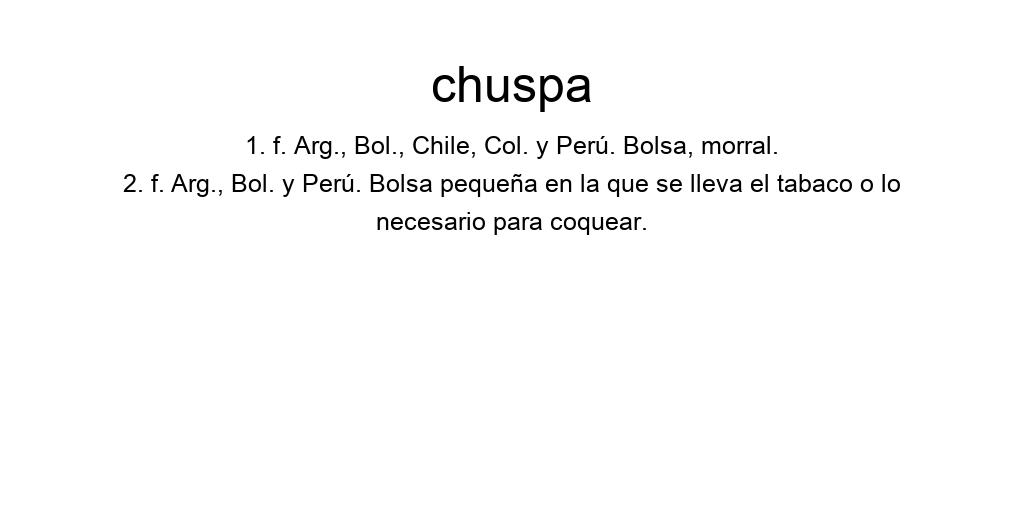 chuspa
1. f. Arg., Bol., Chile, Col. y Perú. Bolsa, morral.
2. f. Arg., Bol. y Perú. Bolsa pequeña en la que se lleva el tabaco o lo
necesario para coquear.